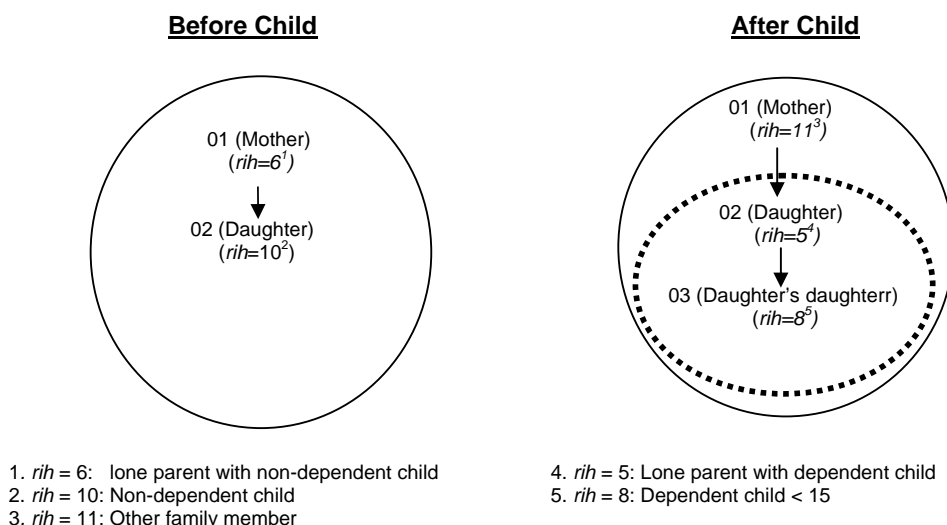 Before Child
01 (Mother)
(rih=6¹)
02 (Daughter)
(rih=10²)
After Child
01 (Mother)
(rih=11³)
02 (Daughter)
(rih=5⁴)
03 (Daughter's daughterr)
(rih=8⁵)
1. rih = 6: lone parent with non-dependent child
2. rih = 10: Non-dependent child
3. rih = 11: Other family member
4. rih = 5: Lone parent with dependent child
5. rih = 8: Dependent child < 15